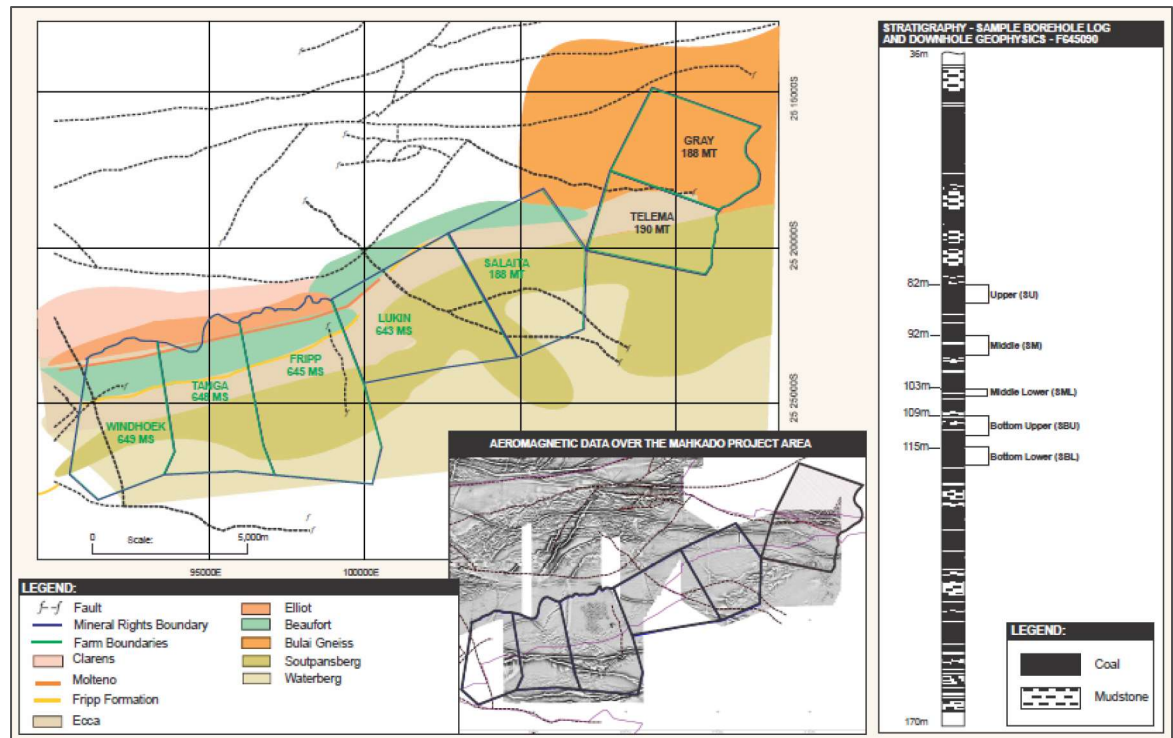 GRAY
188 MT
TELEMA
190 MT
SALAITA
188 MT
LUKIN
643 MS
FRIPP
645 MS
TANGA
648 MS
WINDHOEK
649 MS
25 15000S
25 20000S
25 25000S
0 Scale: 5,000m
95000E 100000E
LEGEND:
f- -f Fault
Mineral Rights Boundary
Farm Boundaries
Clarens
Molteno
Fripp Formation
Ecca
Elliot
Beaufort
Bulai Gneiss
Soutpansberg
Waterberg
AEROMAGNETIC DATA OVER THE MAHKADO PROJECT AREA
STRATIGRAPHY - SAMPLE BOREHOLE LOG
AND DOWNHOLE GEOPHYSICS - F645090
36m
82m
Upper (SU)
92m
Middle (SM)
103m
Middle Lower (SML)
109m
Bottom Upper (SBU)
115m
Bottom Lower (SBL)
170m
LEGEND:
Coal
Mudstone